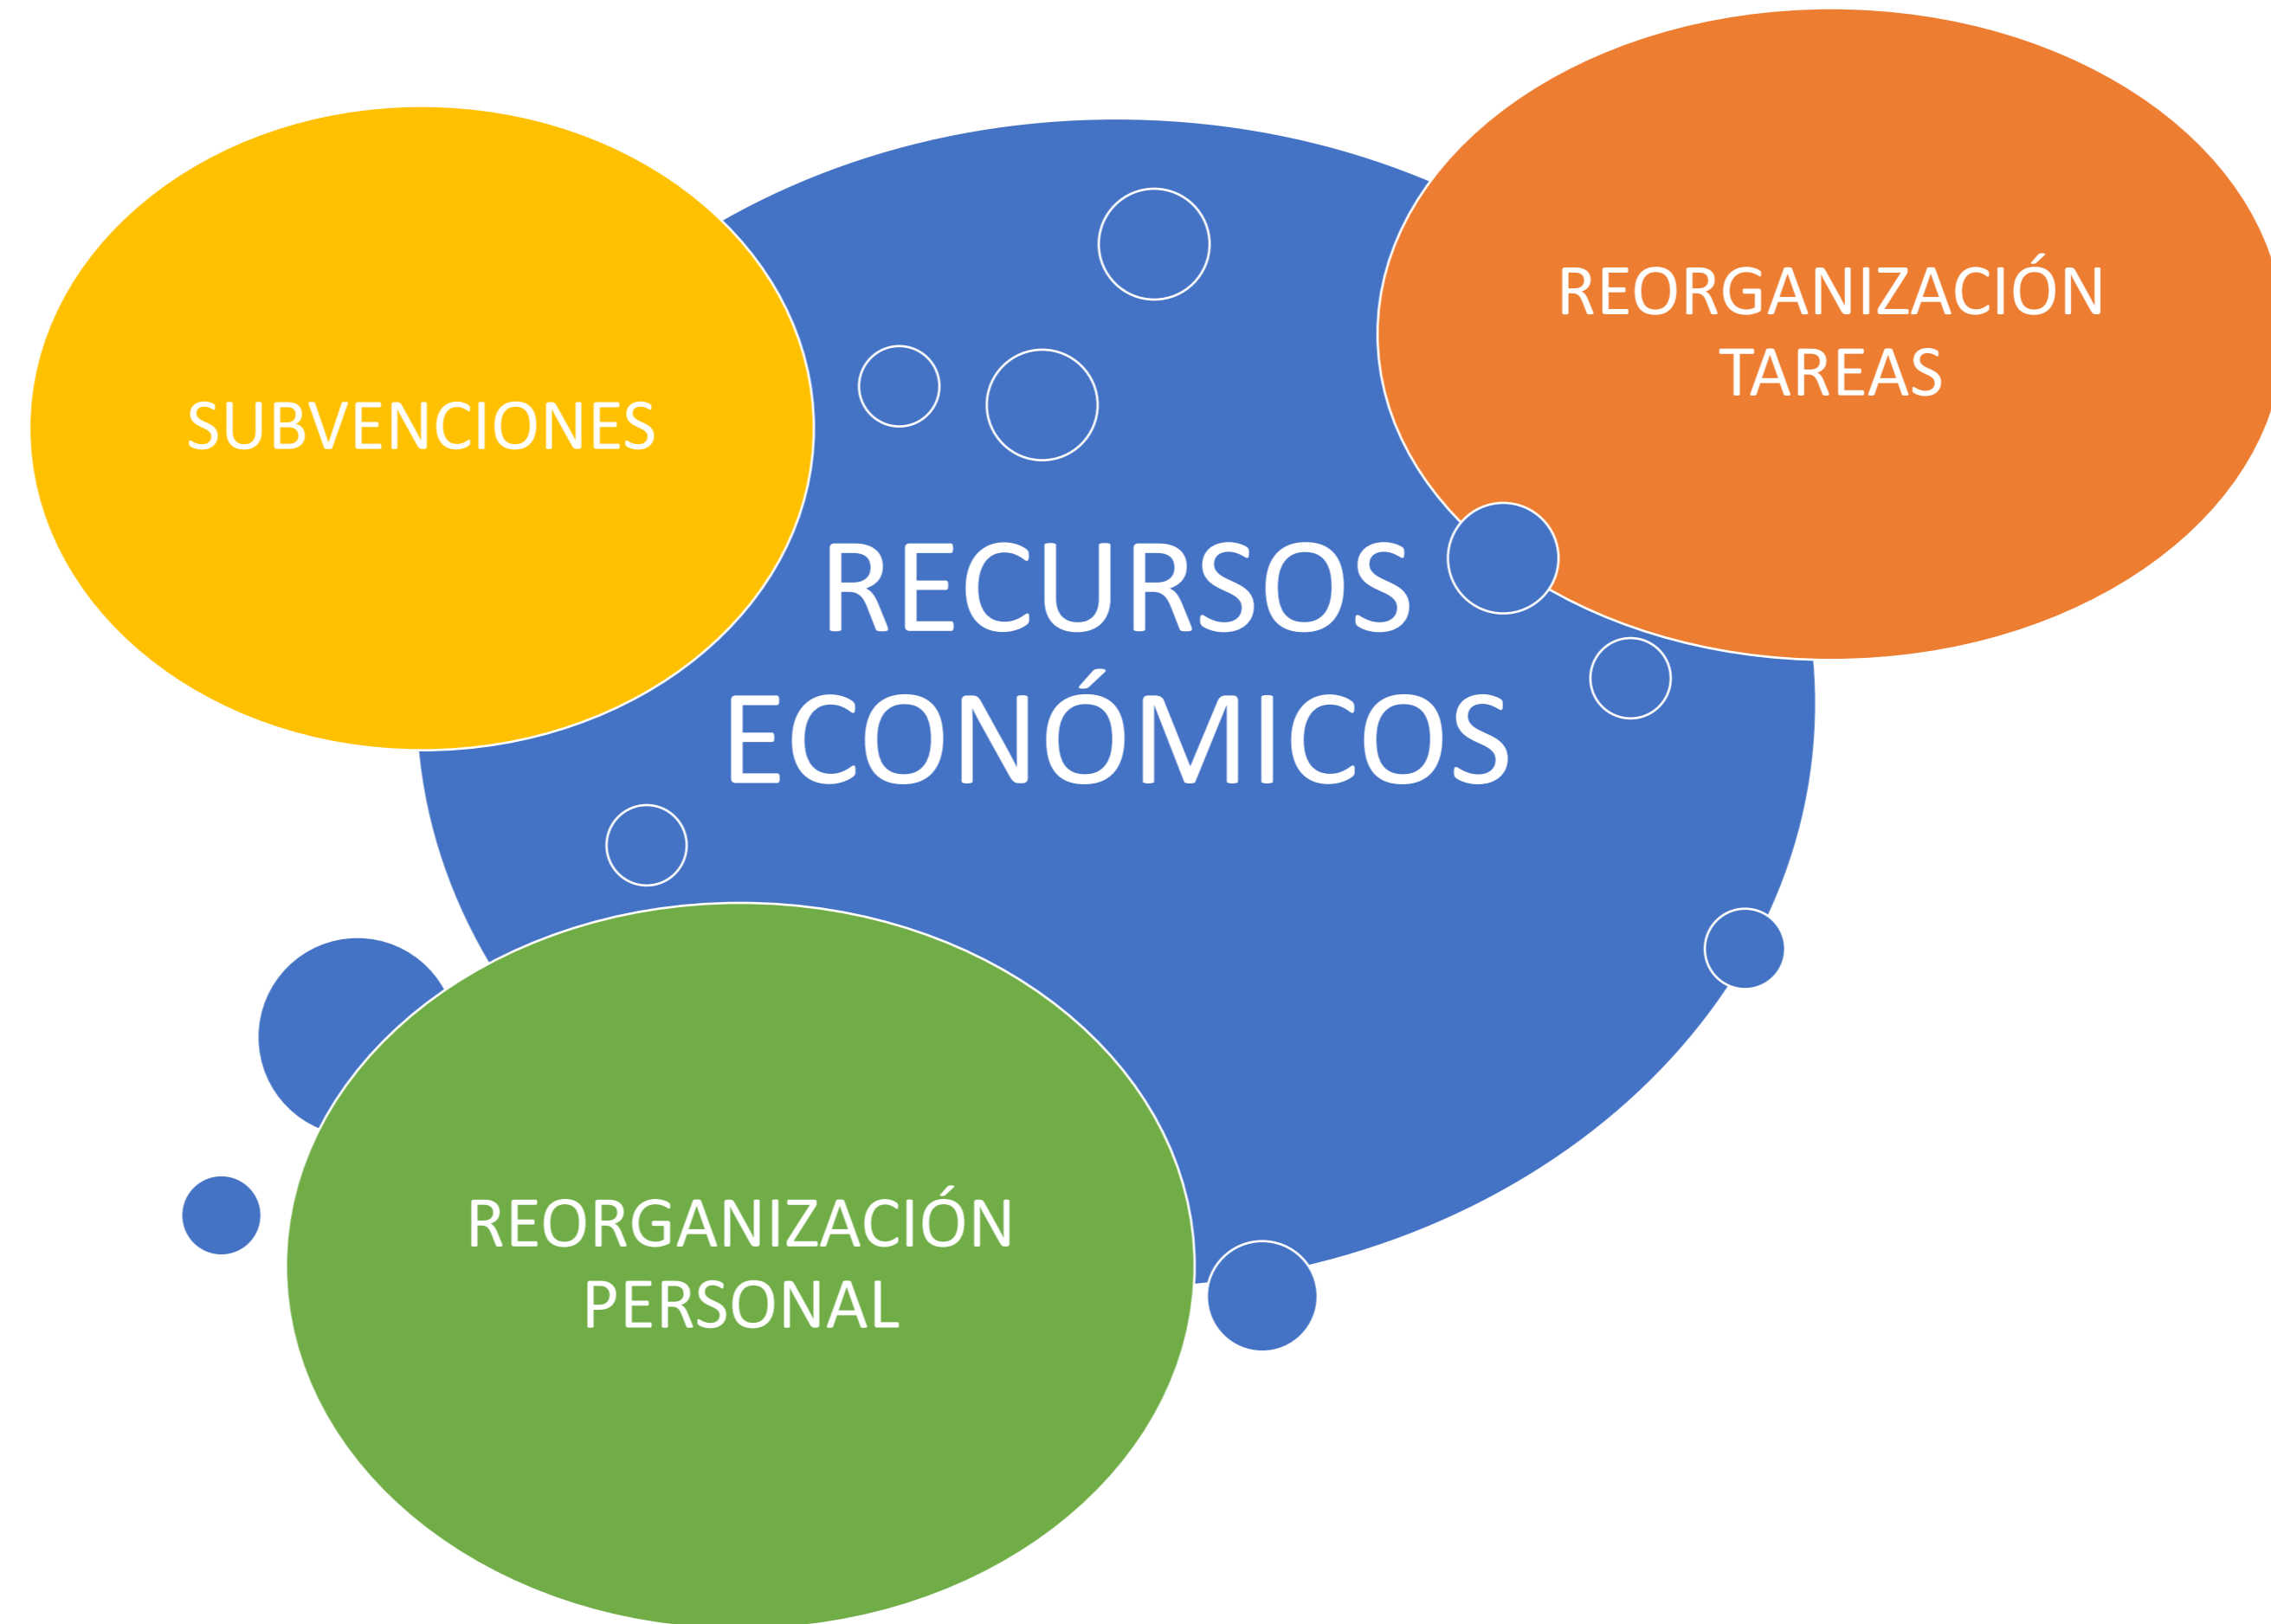 SUBVENCIONES
REORGANIZACIÓN
TAREAS
RECURSOS
ECONÓMICOS
REORGANIZACIÓN
PERSONAL